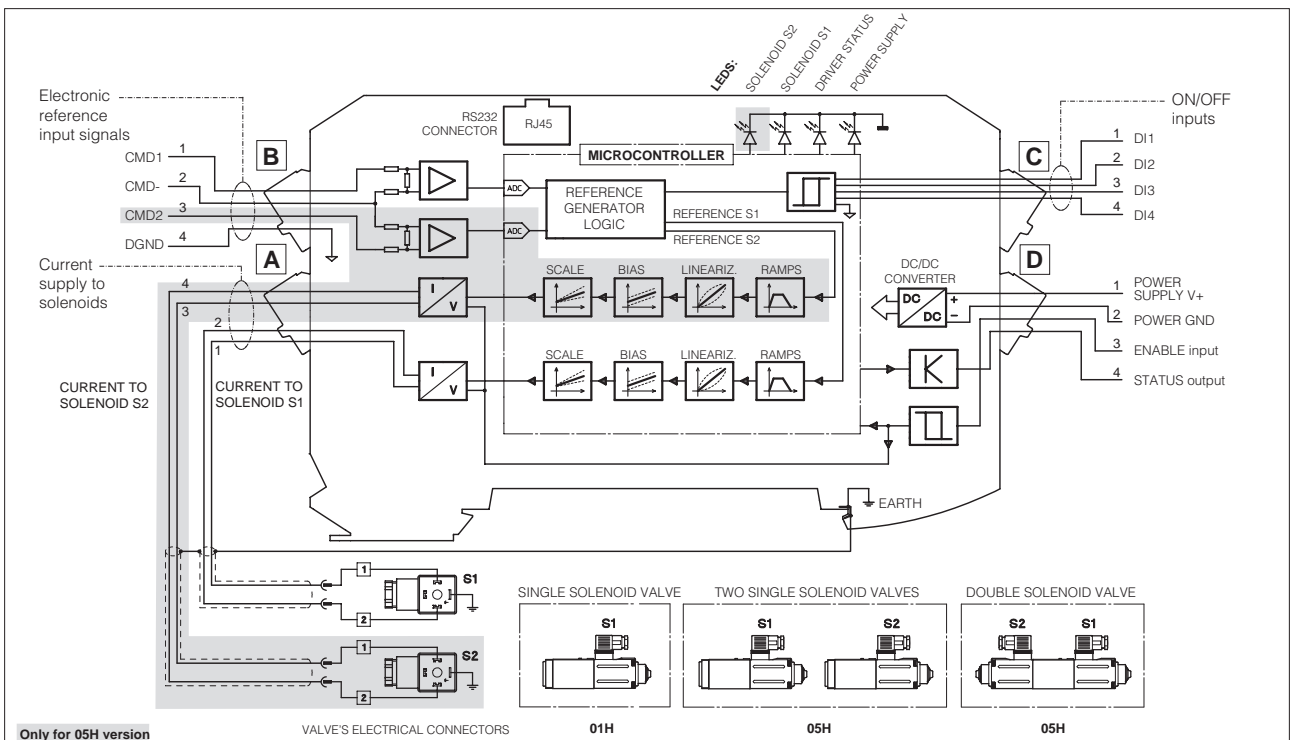 LEDS:
SOLENOID S2
SOLENOID S1
DRIVER STATUS
POWER SUPPLY
Electronic
reference
input signals
ON/OFF
inputs
RS232
CONNECTOR
RJ45
B
C
CMD1 1
CMD- 2
CMD2 3
DGND 4
1 DI1
2 DI2
3 DI3
4 DI4
MICROCONTROLLER
ADC
ADC
REFERENCE
GENERATOR
LOGIC
REFERENCE S1
REFERENCE S2
A
D
Current
supply to
solenoids
4
3
2
1
I
V
SCALE
BIAS
LINEARIZ.
RAMPS
DC/DC
CONVERTER
DC
DC
+
–
1 POWER
SUPPLY V+
2 POWER GND
3 ENABLE input
4 STATUS output
I
V
SCALE
BIAS
LINEARIZ.
RAMPS
K
CURRENT TO
SOLENOID S2
CURRENT TO
SOLENOID S1
EARTH
1
2
S1
1
2
S2
SINGLE SOLENOID VALVE
S1
01H
TWO SINGLE SOLENOID VALVES
S1
S2
05H
DOUBLE SOLENOID VALVE
S2
S1
05H
Only for 05H version
VALVE'S ELECTRICAL CONNECTORS